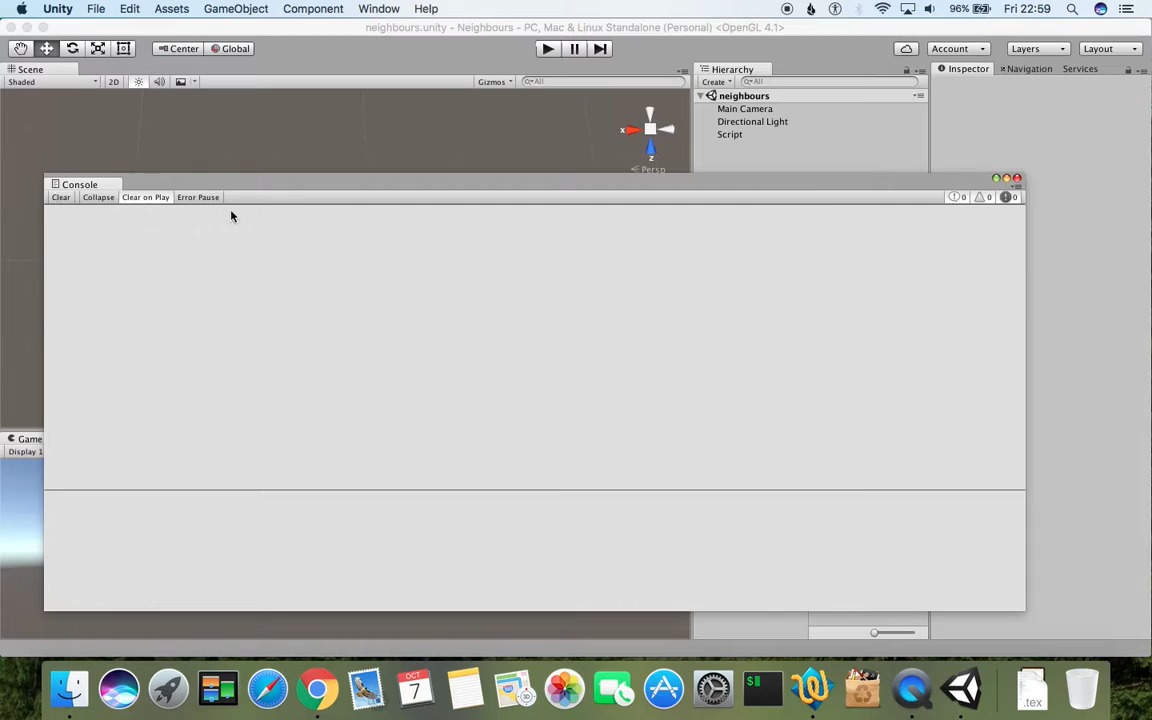 Unity File Edit Assets GameObject Component Window Help 96% Fri 22:59
neighbours.unity - Neighbours - PC, Mac & Linux Standalone (Personal) <OpenGL 4.1>
Center Global Account Layers Layout
Scene Hierarchy Inspector Navigation Services
Shaded 2D Gizmos All Create All
neighbours
Main Camera
Directional Light
Script
x
z
Persp
Console
Clear Collapse Clear on Play Error Pause 0 0 0
Game
Display 1
OCT
7
$
.tex